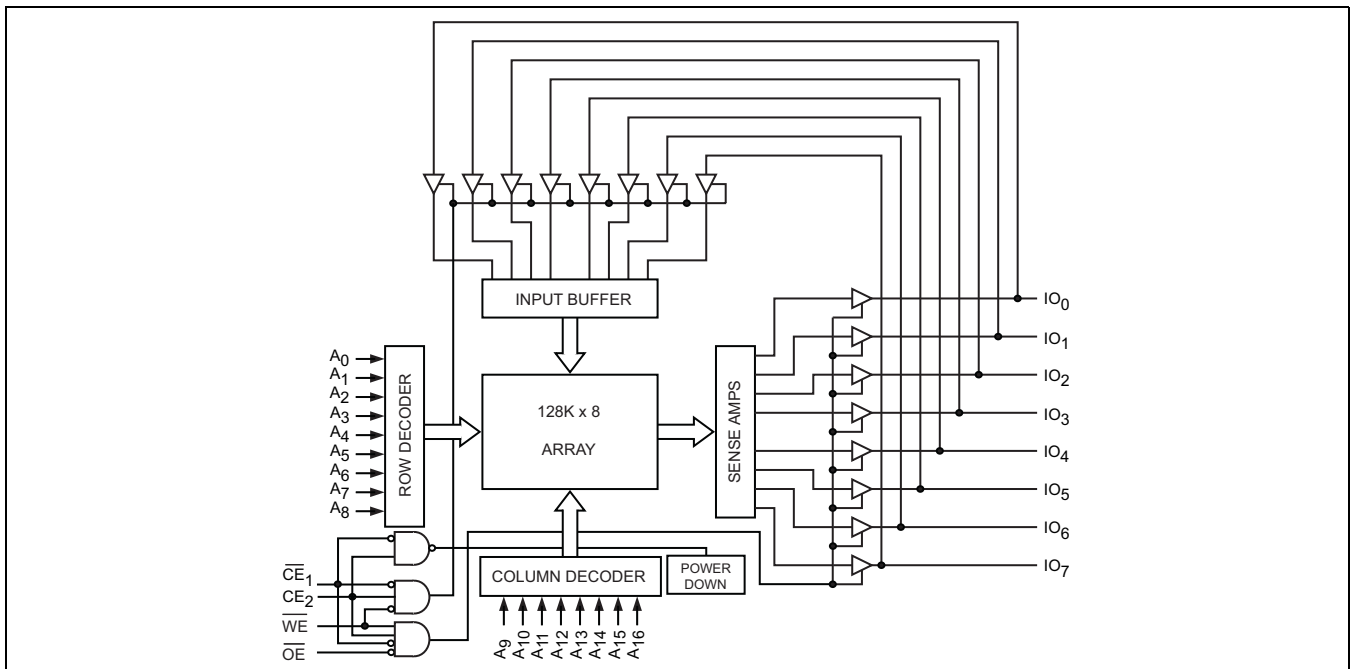 INPUT BUFFER
A0
A1
A2
A3
A4
A5
A6
A7
A8
ROW DECODER
128K x 8
ARRAY
SENSE AMPS
IO0
IO1
IO2
IO3
IO4
IO5
IO6
IO7
CE1
CE2
WE
OE
COLUMN DECODER
POWER
DOWN
A9
A10
A11
A12
A13
A14
A15
A16